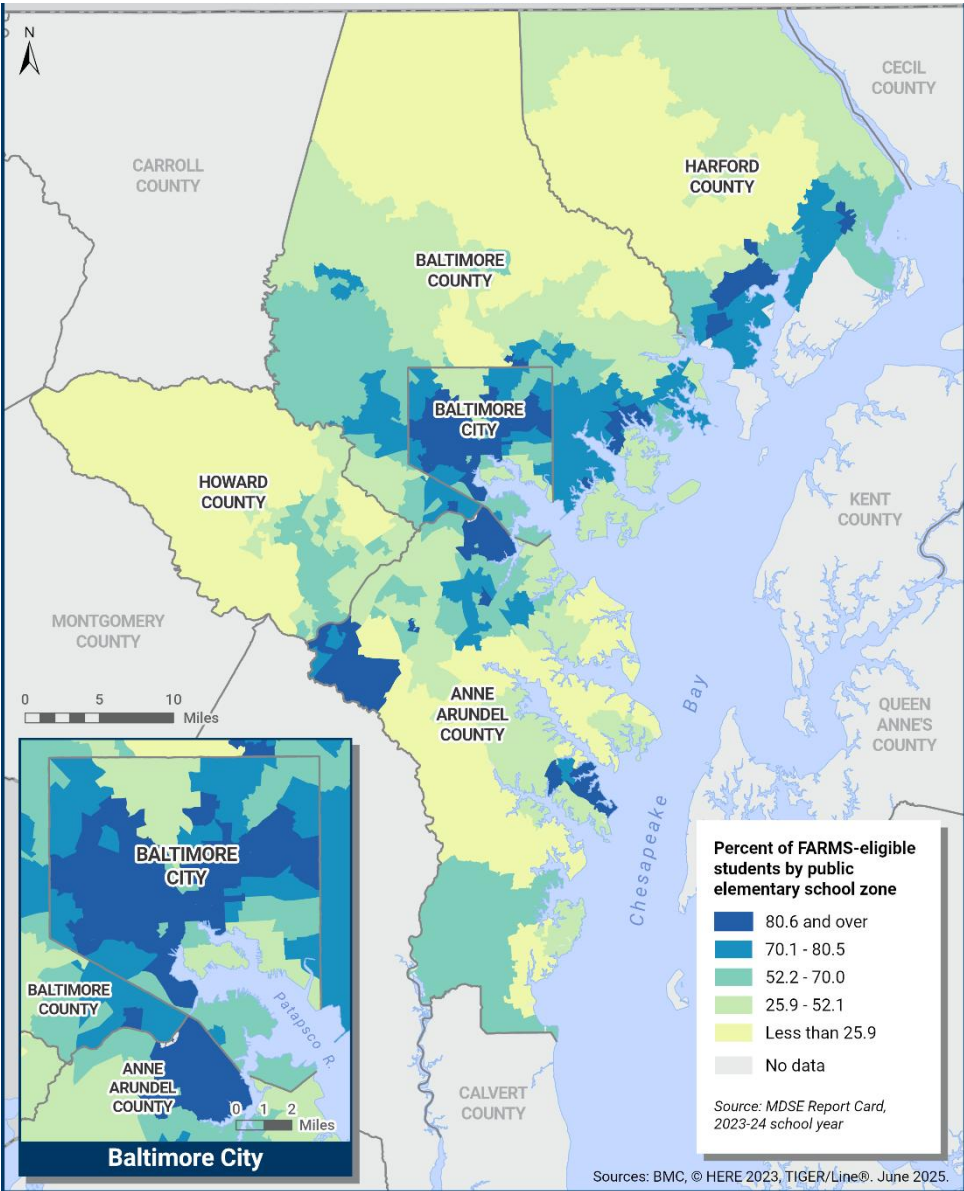 N
CECIL
COUNTY
CARROLL
COUNTY
HARFORD
COUNTY
BALTIMORE
COUNTY
BALTIMORE
CITY
HOWARD
COUNTY
KENT
COUNTY
MONTGOMERY
COUNTY
0 5 10
Miles
ANNE
ARUNDEL
COUNTY
QUEEN
ANNE'S
COUNTY
Chesapeake Bay
BALTIMORE
CITY
BALTIMORE
COUNTY
Patapsco R.
ANNE
ARUNDEL
COUNTY
0 1 2
Miles
Baltimore City
CALVERT
COUNTY
Percent of FARMS-eligible
students by public
elementary school zone
80.6 and over
70.1 - 80.5
52.2 - 70.0
25.9 - 52.1
Less than 25.9
No data
Source: MDSE Report Card,
2023-24 school year
Sources: BMC, © HERE 2023, TIGER/Line®. June 2025.